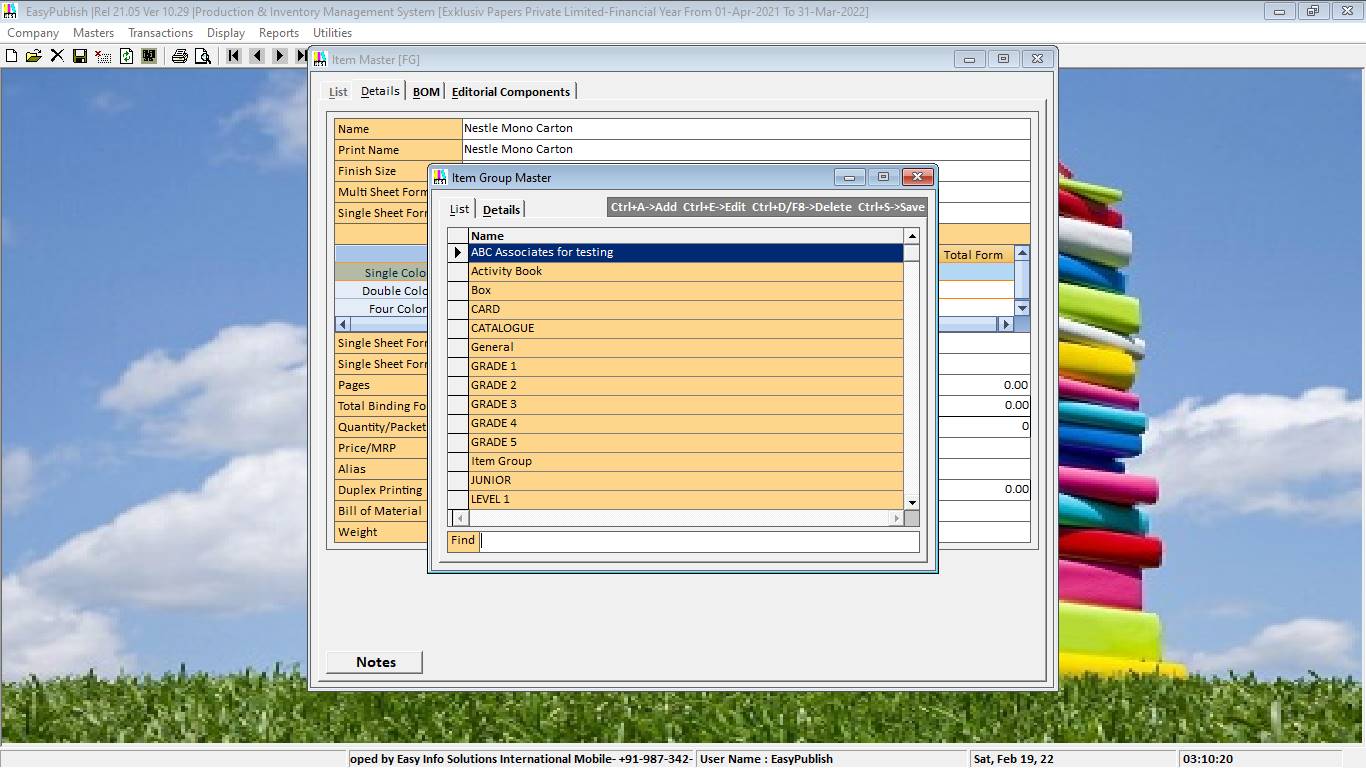 EasyPublish |Rel 21.05 Ver 10.29 |Production & Inventory Management System [Exklusiv Papers Private Limited-Financial Year From 01-Apr-2021 To 31-Mar-2022]
Company Masters Transactions Display Reports Utilities
Item Master [FG]
List Details BOM Editorial Components
Name Nestle Mono Carton
Print Name Nestle Mono Carton
Finish Size
Multi Sheet Form
Single Sheet Form
Total Form
Single Colo
Double Colo
Four Color
Single Sheet For
Single Sheet For
Pages 0.00
Total Binding Fo 0.00
Quantity/Packet 0
Price/MRP
Alias
Duplex Printing 0.00
Bill of Material
Weight
Notes
Item Group Master
List Details Ctrl+A->Add Ctrl+E->Edit Ctrl+D/F8->Delete Ctrl+S->Save
Name
ABC Associates for testing
Activity Book
Box
CARD
CATALOGUE
General
GRADE 1
GRADE 2
GRADE 3
GRADE 4
GRADE 5
Item Group
JUNIOR
LEVEL 1
Find
oped by Easy Info Solutions International Mobile- +91-987-342- User Name : EasyPublish Sat, Feb 19, 22 03:10:20